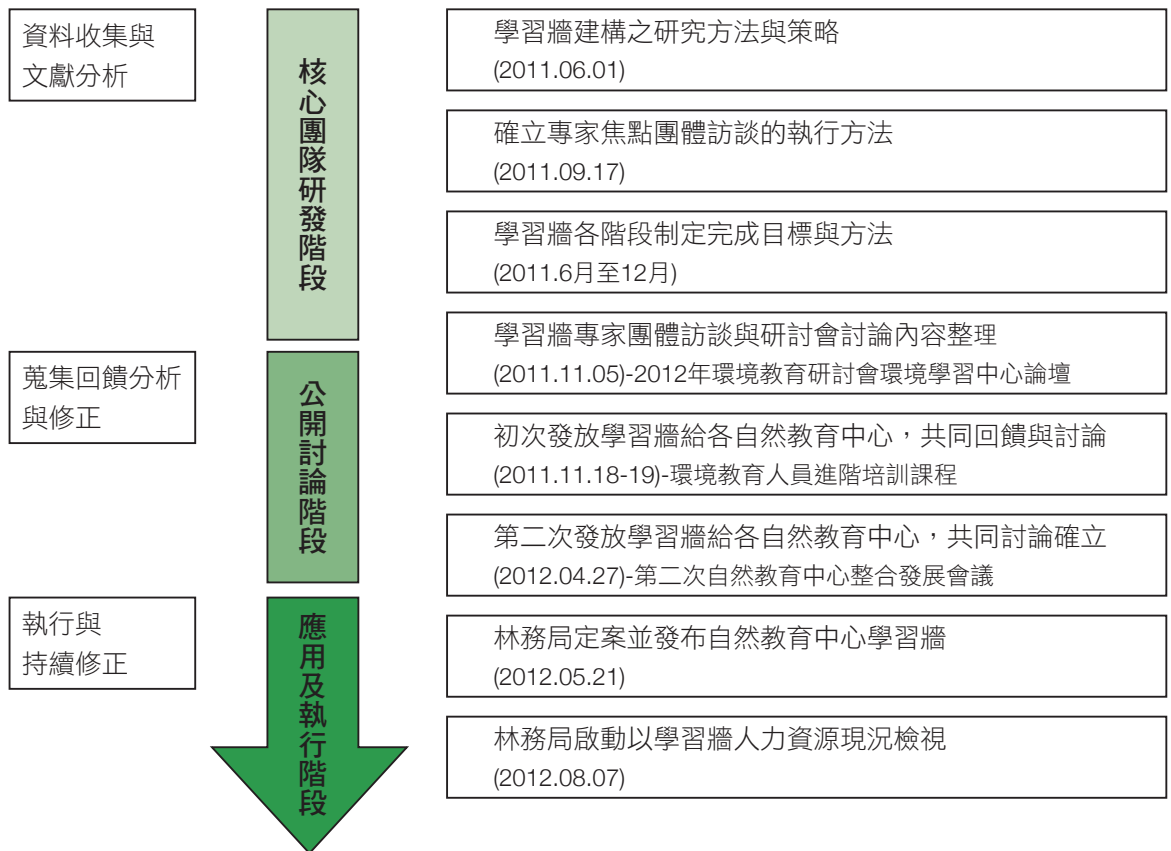 資料收集與
文獻分析
核心團隊研發階段
學習牆建構之研究方法與策略
(2011.06.01)
確立專家焦點團體訪談的執行方法
(2011.09.17)
學習牆各階段制定完成目標與方法
(2011.6月至12月)
蒐集回饋分析
與修正
公開討論階段
學習牆專家團體訪談與研討會討論內容整理
(2011.11.05)-2012年環境教育研討會環境學習中心論壇
初次發放學習牆給各自然教育中心，共同回饋與討論
(2011.11.18-19)-環境教育人員進階培訓課程
第二次發放學習牆給各自然教育中心，共同討論確立
(2012.04.27)-第二次自然教育中心整合發展會議
執行與
持續修正
應用及執行階段
林務局定案並發布自然教育中心學習牆
(2012.05.21)
林務局啟動以學習牆人力資源現況檢視
(2012.08.07)